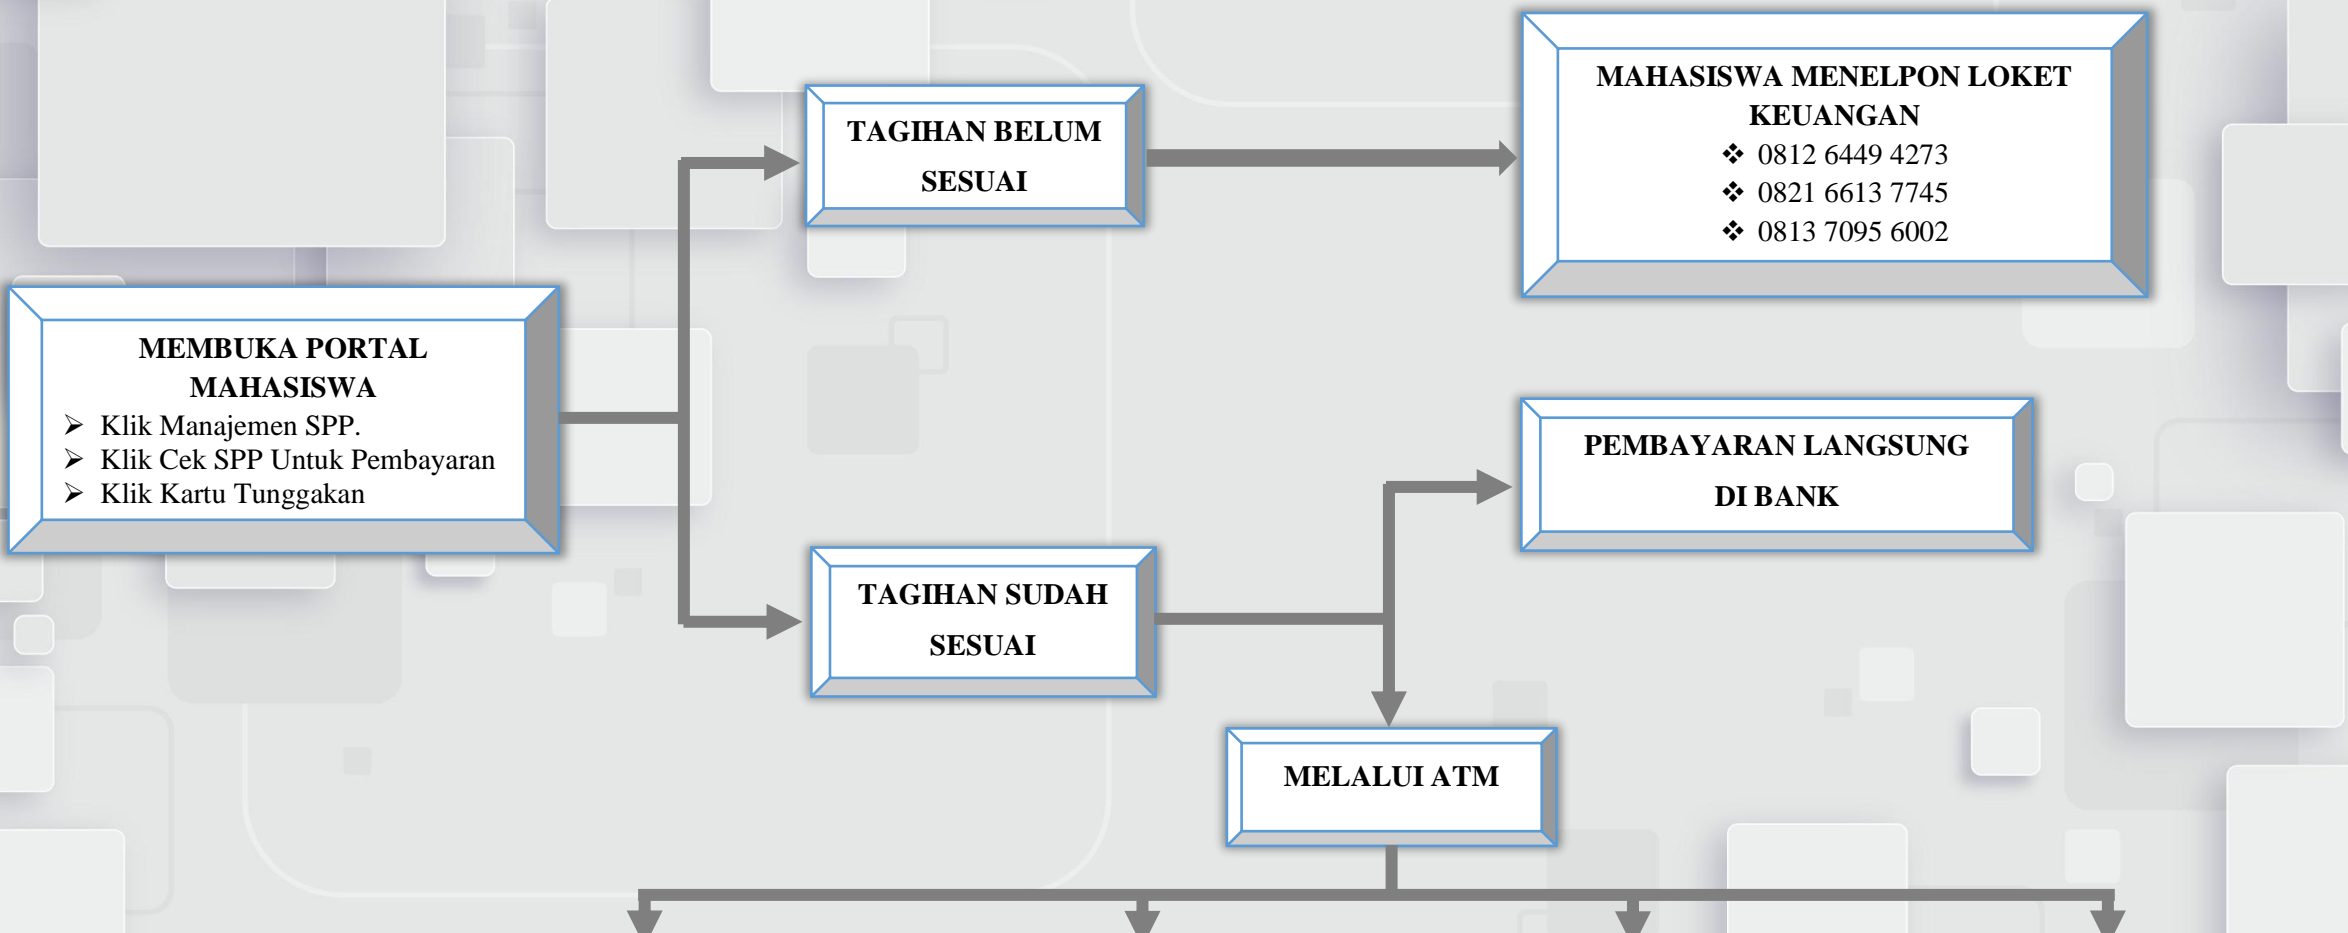 MAHASISWA MENELPON LOKET
KEUANGAN
❖ 0812 6449 4273
❖ 0821 6613 7745
❖ 0813 7095 6002
TAGIHAN BELUM
SESUAI
MEMBUKA PORTAL
MAHASISWA
➢ Klik Manajemen SPP.
➢ Klik Cek SPP Untuk Pembayaran
➢ Klik Kartu Tunggakan
PEMBAYARAN LANGSUNG
DI BANK
TAGIHAN SUDAH
SESUAI
MELALUI ATM